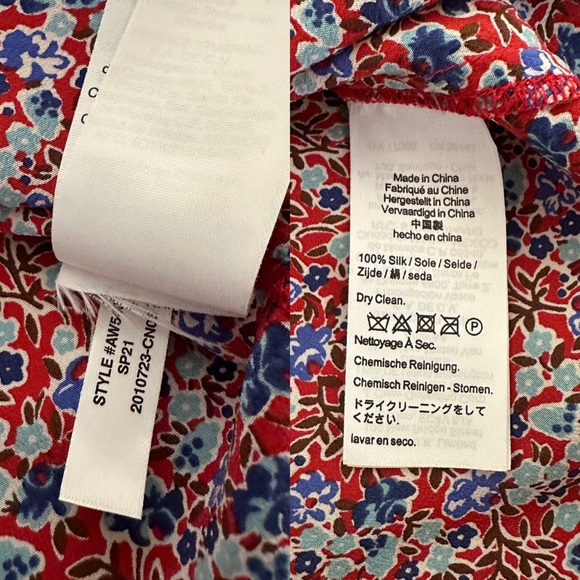 STYLE #AW5
SP21
2010723-CN
Made in China
Fabriqué au Chine
Hergestellt in China
Vervaardigd in China
中国製
hecho en china
100% Silk / Soie / Seide /
Zijde / 絹 / seda
Dry Clean.
P
Nettoyage À Sec.
Chemische Reinigung.
Chemisch Reinigen - Stomen.
ドライクリーニングをして
ください.
lavar en seco.